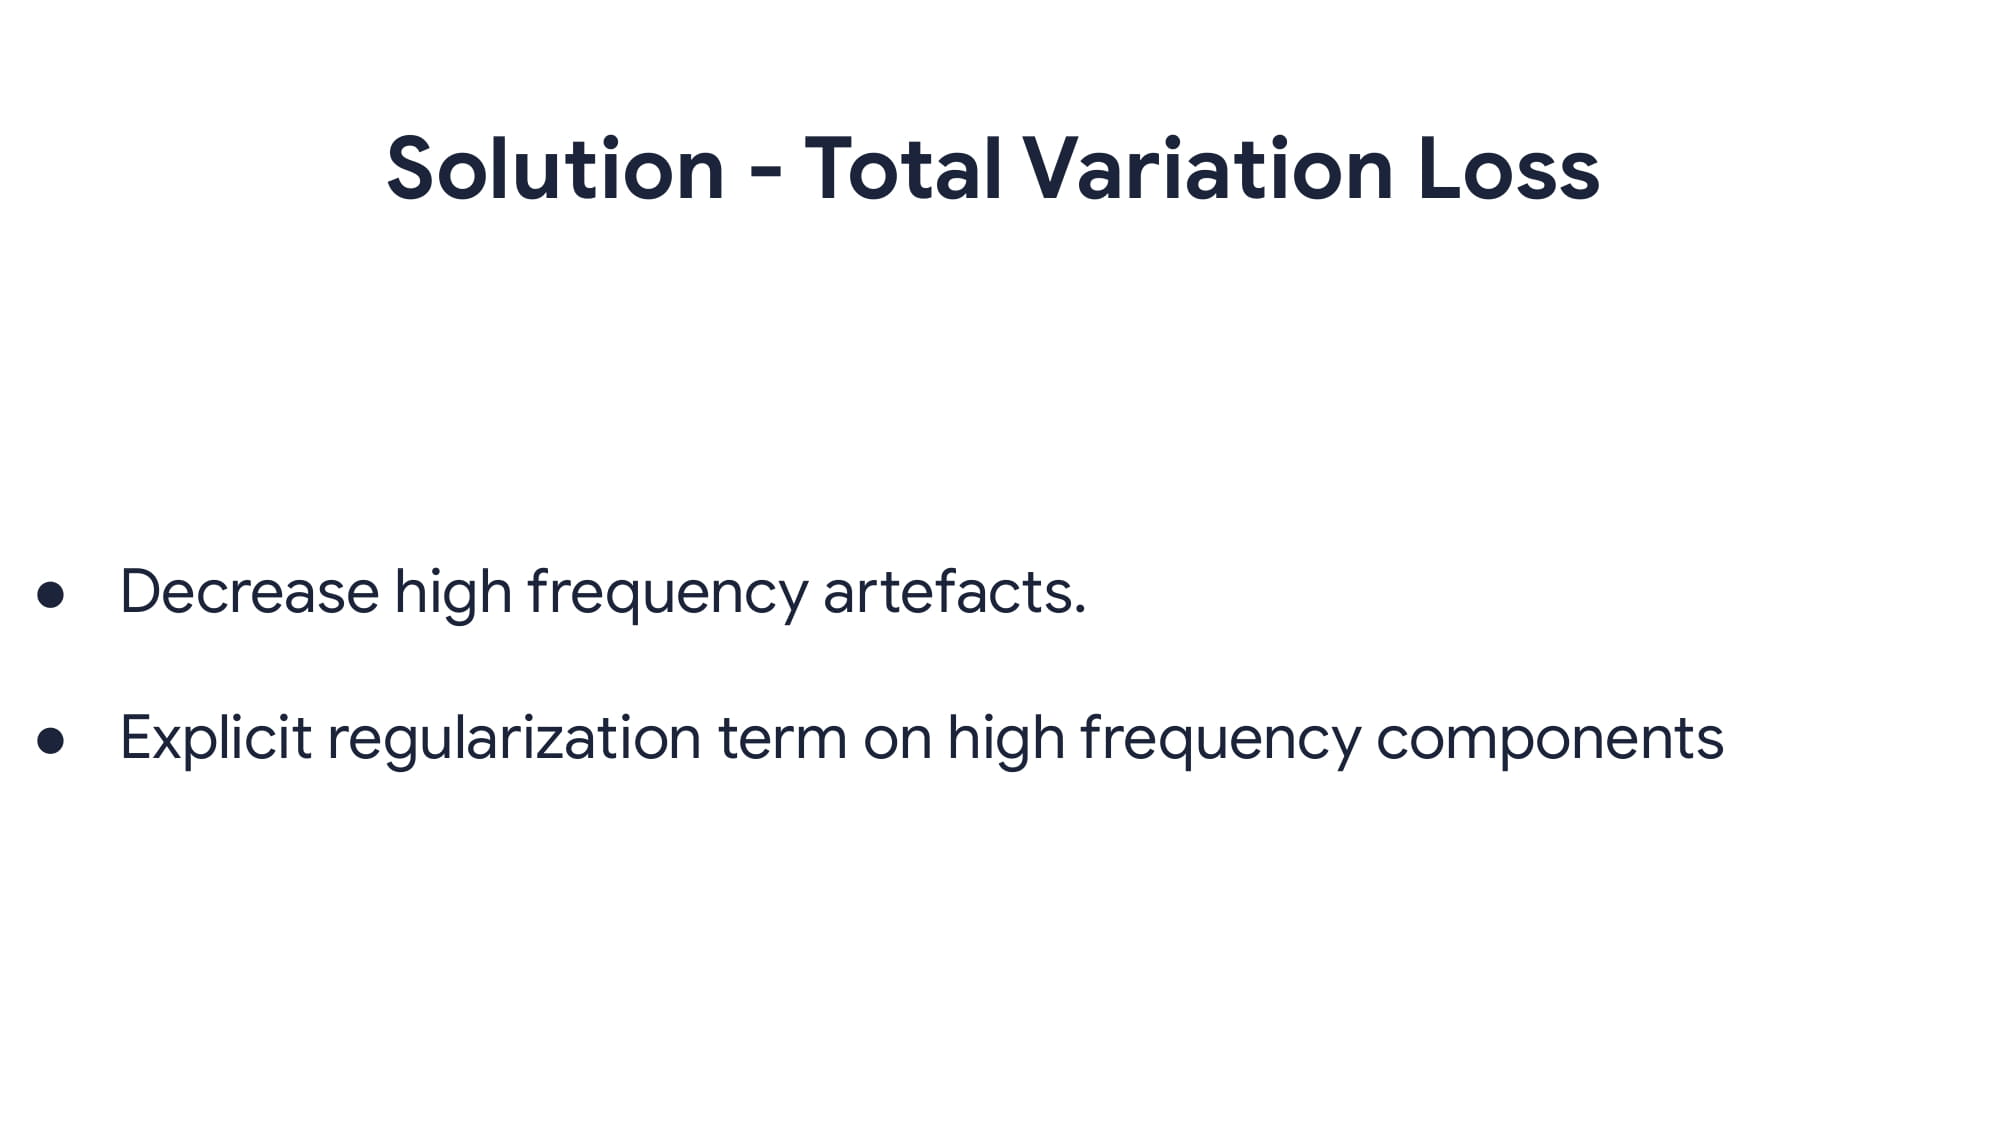 Solution - Total Variation Loss
● Decrease high frequency artefacts.
● Explicit regularization term on high frequency components